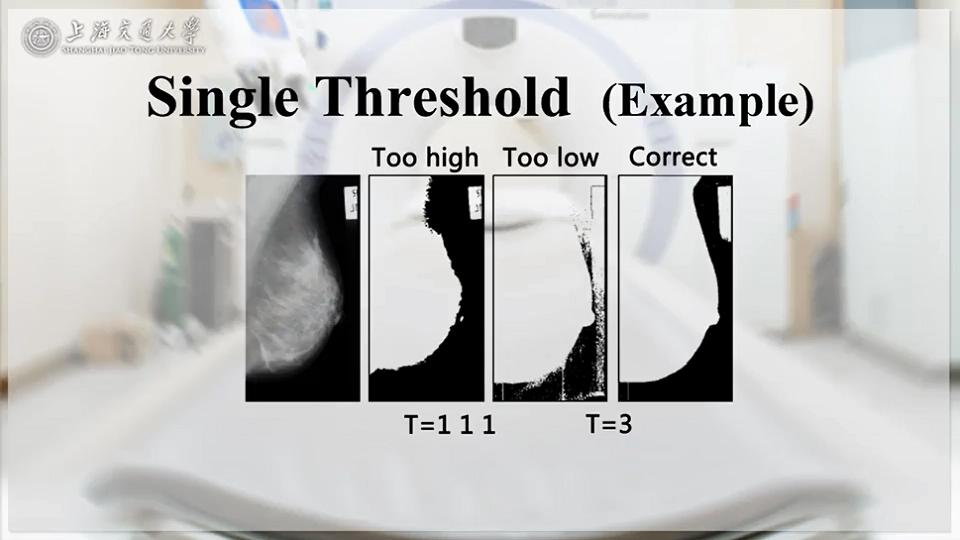 上海交通大学
SHANGHAI JIAO TONG UNIVERSITY
Single Threshold (Example)
Too high Too low Correct
T=1 1 1 T=3